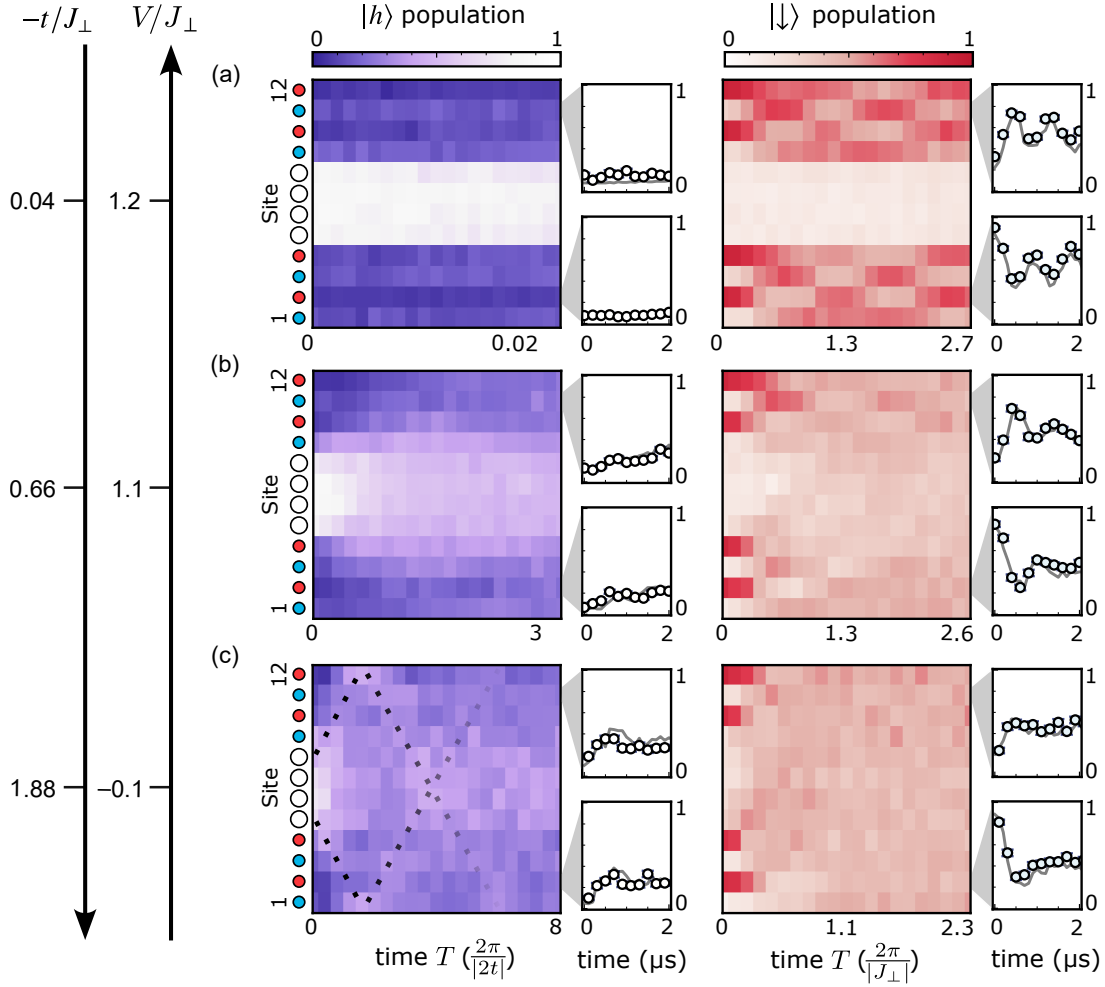 −t/J⊥ V/J⊥ |h⟩ population |↓⟩ population
0 1 0 1
(a)
12 1 1
0 0
0.04 1.2 Site
1 1
1 0 0
0 0.02 0 2 0 1.3 2.7 0 2
(b)
12 1 1
0 0
0.66 1.1 Site
1 1
1 0 0
0 3 0 2 0 1.3 2.6 0 2
(c)
12 1 1
0 0
1.88 −0.1 Site
1 1
1 0 0
0 8 0 2 0 1.1 2.3 0 2
time T (2π/|2t|) time (μs) time T (2π/|J⊥|) time (μs)